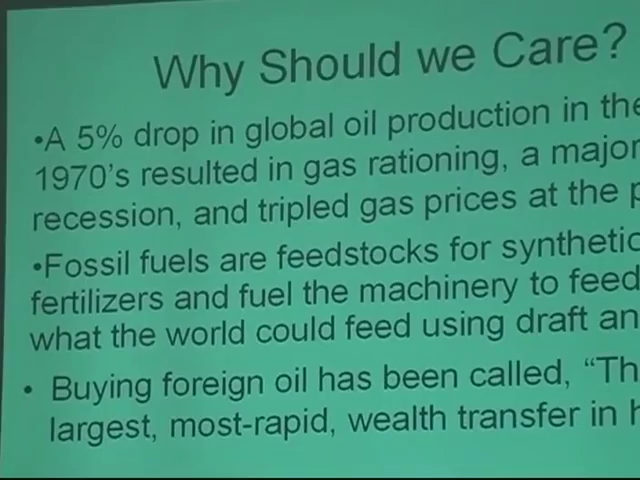 Why Should we Care?
•A 5% drop in global oil production in the
1970's resulted in gas rationing, a major
recession, and tripled gas prices at the
•Fossil fuels are feedstocks for synthetic
fertilizers and fuel the machinery to feed
what the world could feed using draft
• Buying foreign oil has been called, “
largest, most-rapid, wealth transfer in